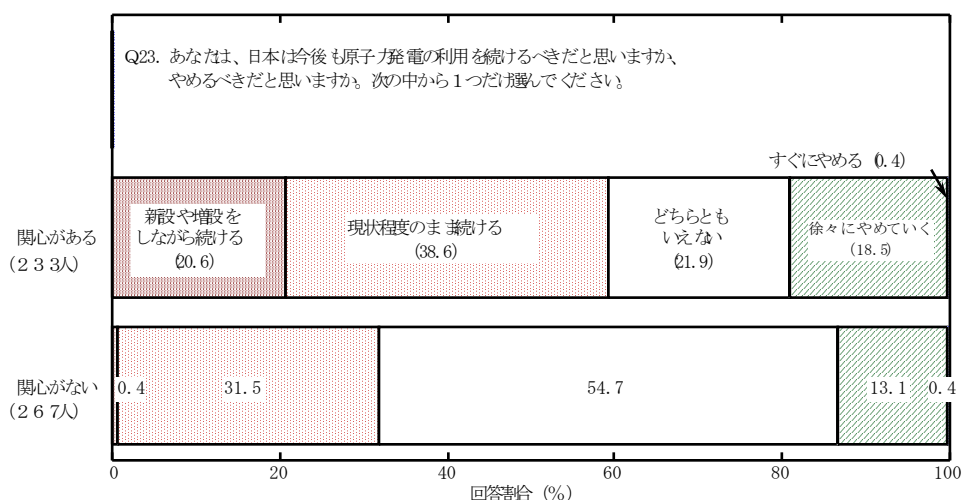 Q23. あなたは、日本は今後も原子力発電の利用を続けるべきだと思いますか、
やめるべきだと思いますか。次の中から１つだけ選んでください。
すぐにやめる (0.4)
関心がある
(２３３人)
新設や増設を
しながら続ける
(20.6)
現状程度のまま続ける
(38.6)
どちらとも
いえない
(21.9)
徐々にやめていく
(18.5)
関心がない
(２６７人)
0.4
31.5
54.7
13.1
0.4
0
20
40
60
80
100
回答割合 (%)